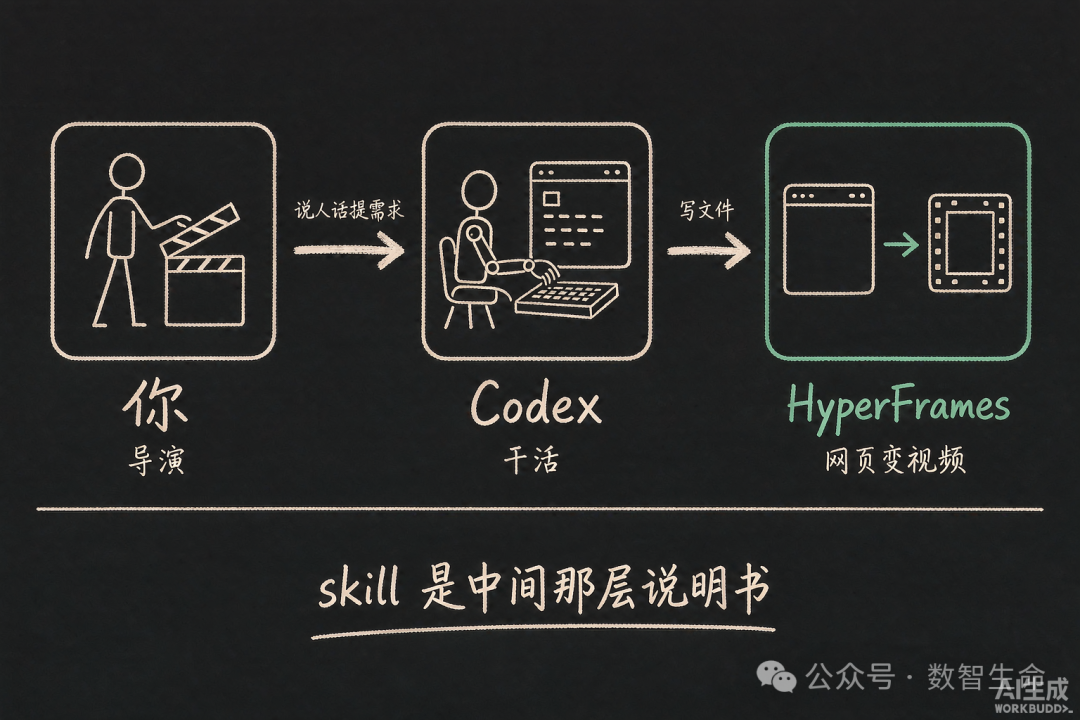 说人话提需求
写文件
你
导演
Codex
干活
HyperFrames
网页变视频
skill 是中间那层说明书
公众号·数智生命
AI生成
WORKBUDD>_